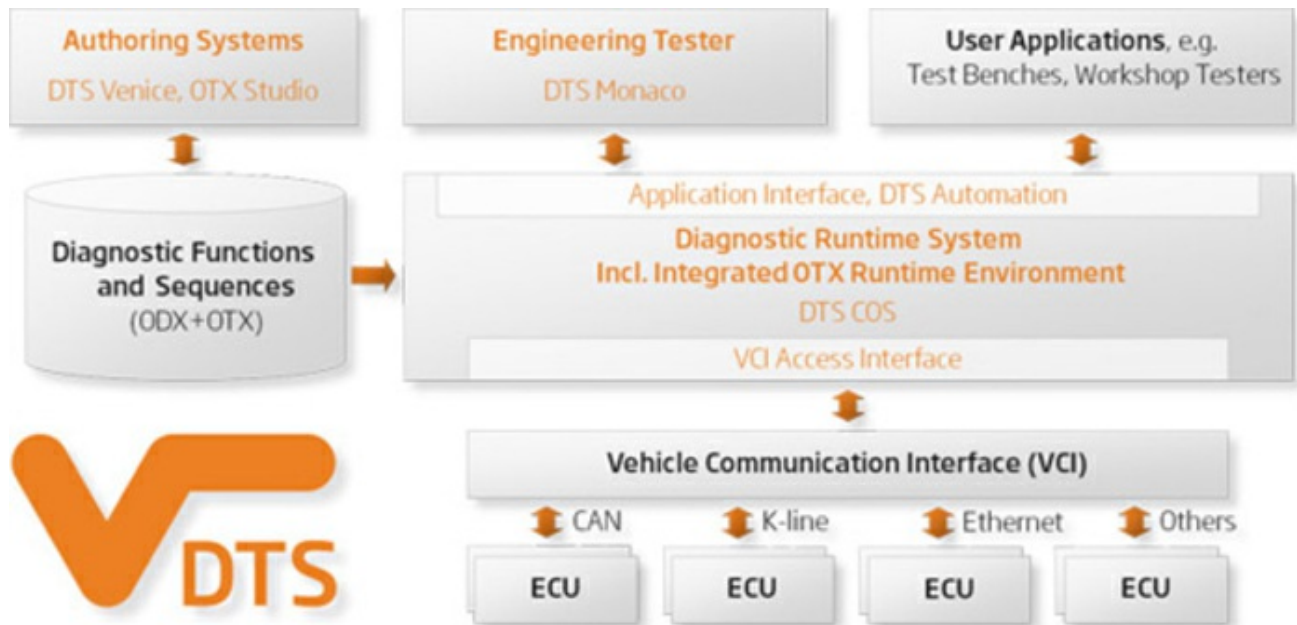 Authoring Systems
DTS Venice, OTX Studio
Engineering Tester
DTS Monaco
User Applications, e.g.
Test Benches, Workshop Testers
Diagnostic Functions
and Sequences
(ODX+OTX)
Application Interface, DTS Automation
Diagnostic Runtime System
Incl. Integrated OTX Runtime Environment
DTS COS
VCI Access Interface
Vehicle Communication Interface (VCI)
CAN
K-line
Ethernet
Others
ECU
ECU
ECU
ECU
DTS